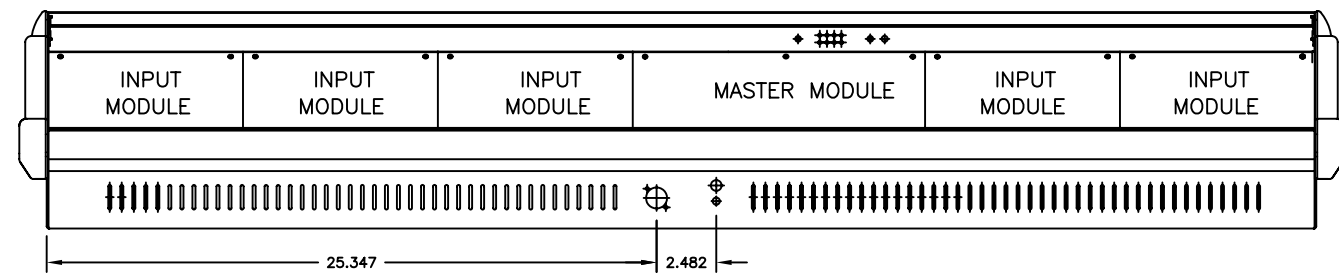 INPUT
MODULE
INPUT
MODULE
INPUT
MODULE
MASTER MODULE
INPUT
MODULE
INPUT
MODULE
25.347
2.482